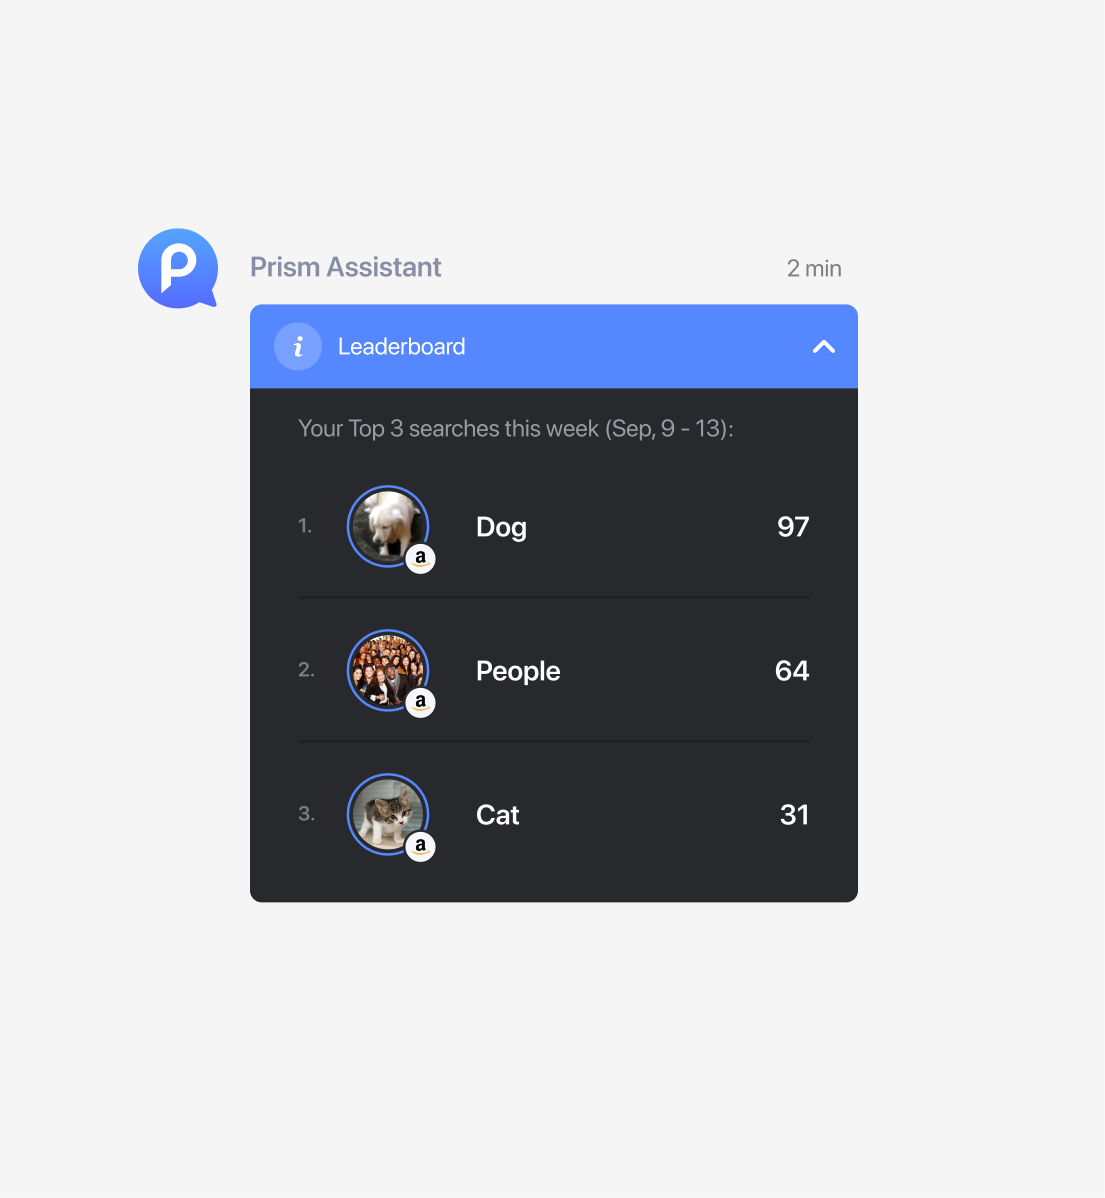 P
Prism Assistant
2 min
i
Leaderboard
Your Top 3 searches this week (Sep, 9 - 13):
1.
a
Dog
97
2.
a
People
64
3.
a
Cat
31